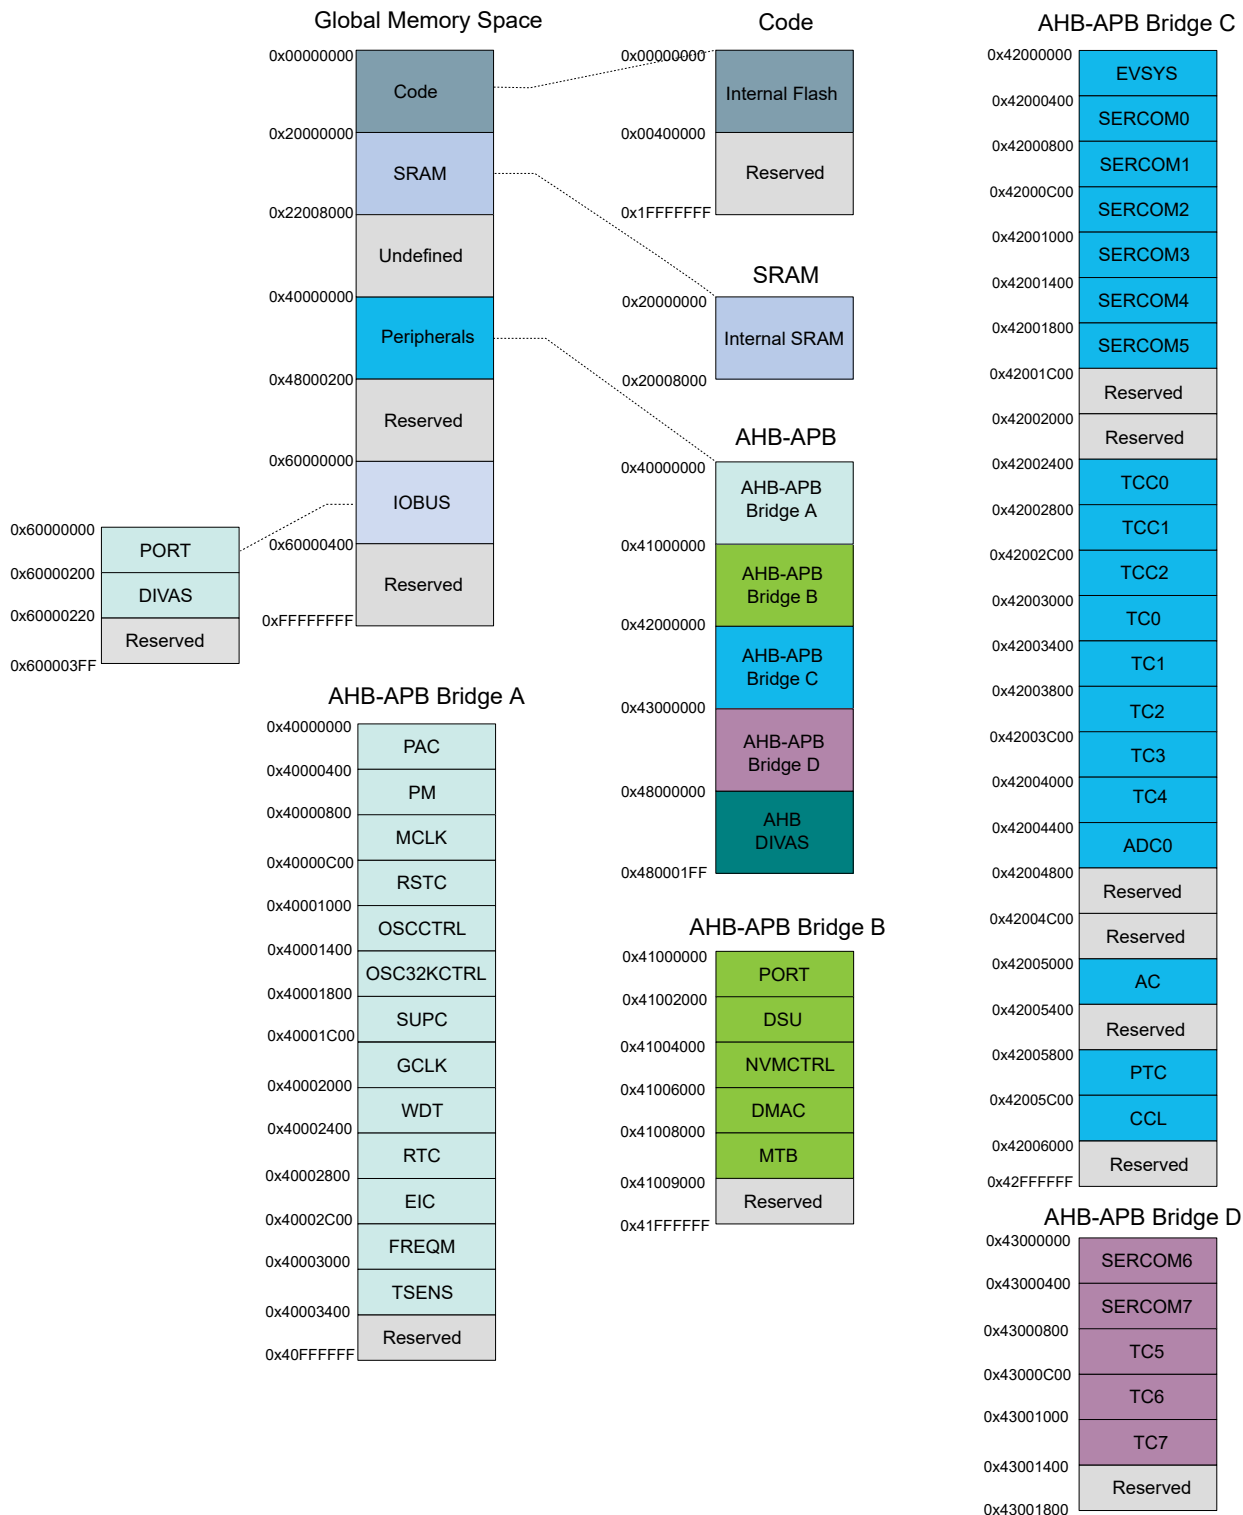 Global Memory Space
0x00000000
Code
0x20000000
SRAM
0x22008000
Undefined
0x40000000
Peripherals
0x48000200
Reserved
0x60000000
IOBUS
0x60000400
Reserved
0xFFFFFFFF
0x60000000
PORT
0x60000200
DIVAS
0x60000220
Reserved
0x600003FF
AHB-APB Bridge A
0x40000000
PAC
0x40000400
PM
0x40000800
MCLK
0x40000C00
RSTC
0x40001000
OSCCTRL
0x40001400
OSC32KCTRL
0x40001800
SUPC
0x40001C00
GCLK
0x40002000
WDT
0x40002400
RTC
0x40002800
EIC
0x40002C00
FREQM
0x40003000
TSENS
0x40003400
Reserved
0x40FFFFFF
Code
0x00000000
Internal Flash
0x00400000
Reserved
0x1FFFFFFF
SRAM
0x20000000
Internal SRAM
0x20008000
AHB-APB
0x40000000
AHB-APB
Bridge A
0x41000000
AHB-APB
Bridge B
0x42000000
AHB-APB
Bridge C
0x43000000
AHB-APB
Bridge D
0x48000000
AHB
DIVAS
0x480001FF
AHB-APB Bridge B
0x41000000
PORT
0x41002000
DSU
0x41004000
NVMCTRL
0x41006000
DMAC
0x41008000
MTB
0x41009000
Reserved
0x41FFFFFF
AHB-APB Bridge C
0x42000000
EVSYS
0x42000400
SERCOM0
0x42000800
SERCOM1
0x42000C00
SERCOM2
0x42001000
SERCOM3
0x42001400
SERCOM4
0x42001800
SERCOM5
0x42001C00
Reserved
0x42002000
Reserved
0x42002400
TCC0
0x42002800
TCC1
0x42002C00
TCC2
0x42003000
TC0
0x42003400
TC1
0x42003800
TC2
0x42003C00
TC3
0x42004000
TC4
0x42004400
ADC0
0x42004800
Reserved
0x42004C00
Reserved
0x42005000
AC
0x42005400
Reserved
0x42005800
PTC
0x42005C00
CCL
0x42006000
Reserved
0x42FFFFFF
AHB-APB Bridge D
0x43000000
SERCOM6
0x43000400
SERCOM7
0x43000800
TC5
0x43000C00
TC6
0x43001000
TC7
0x43001400
Reserved
0x43001800